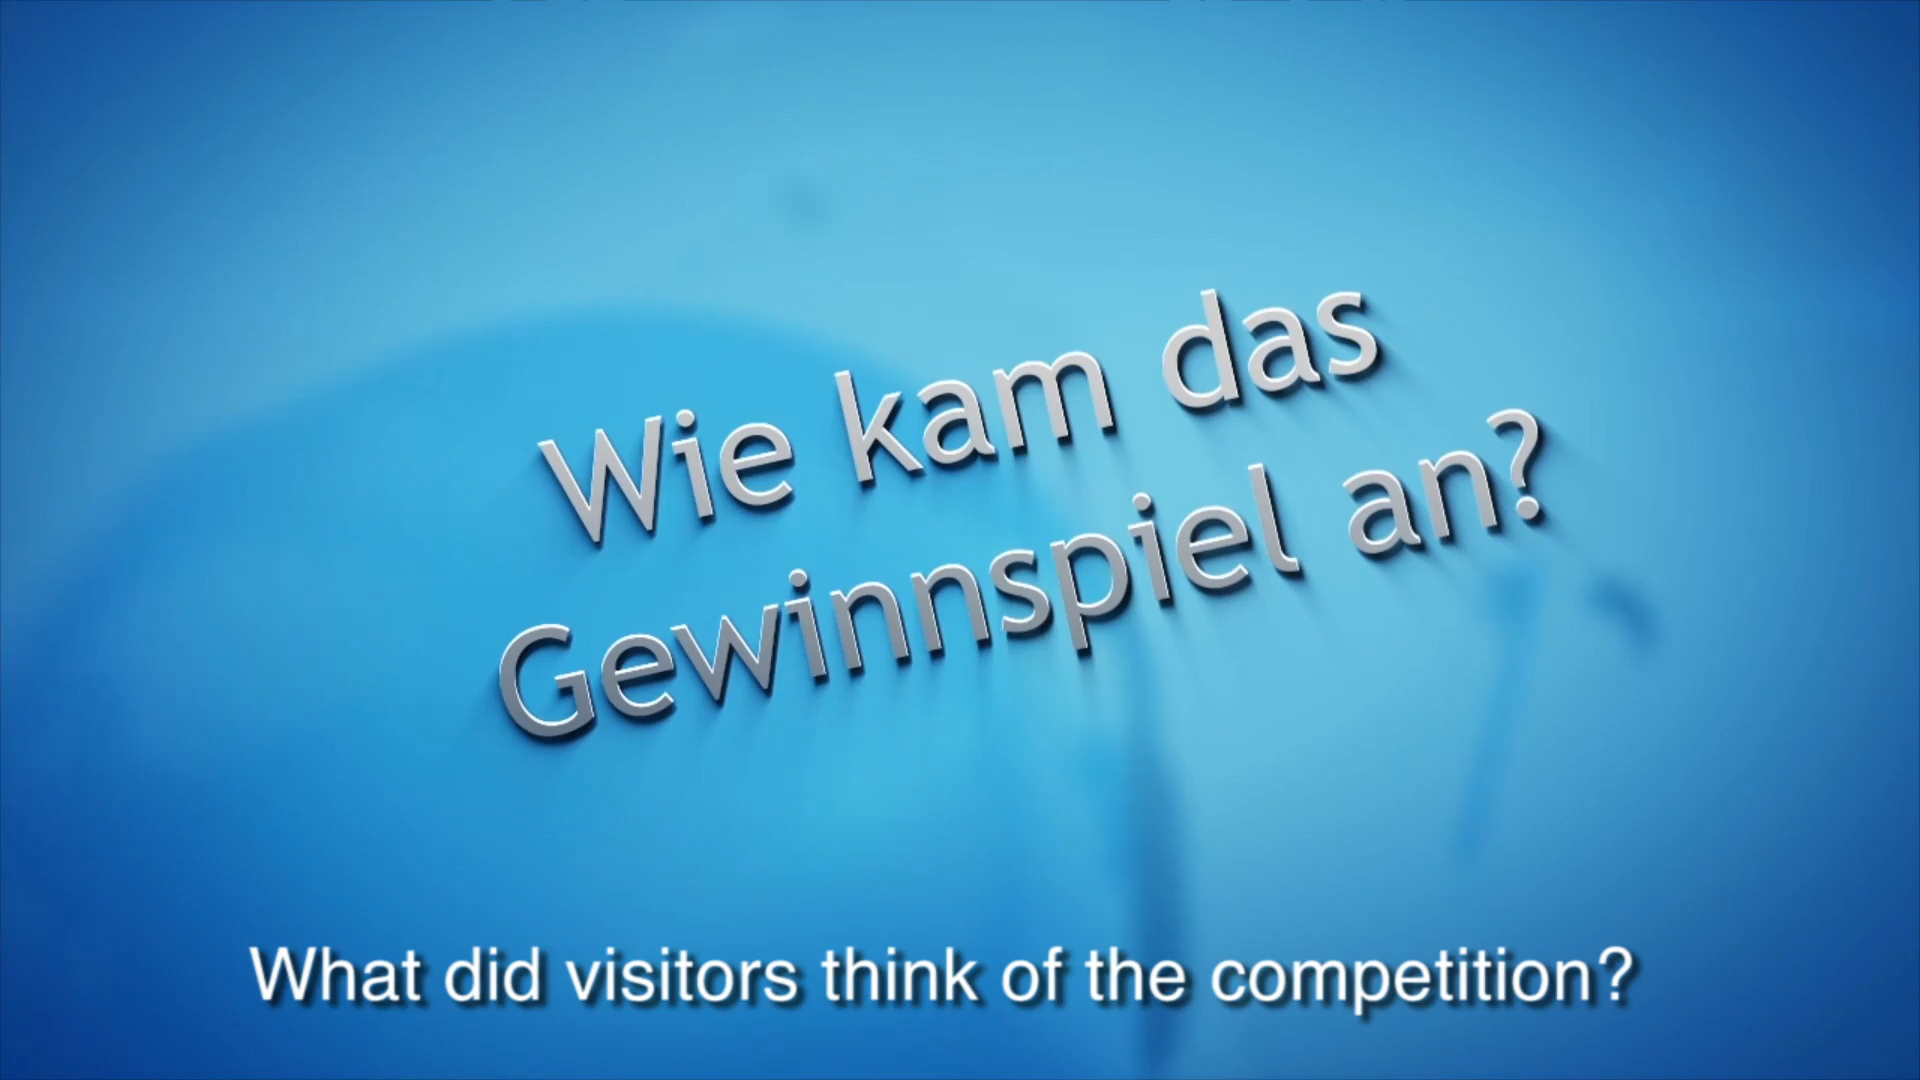 Wie kam das
Gewinnspiel an?
What did visitors think of the competition?